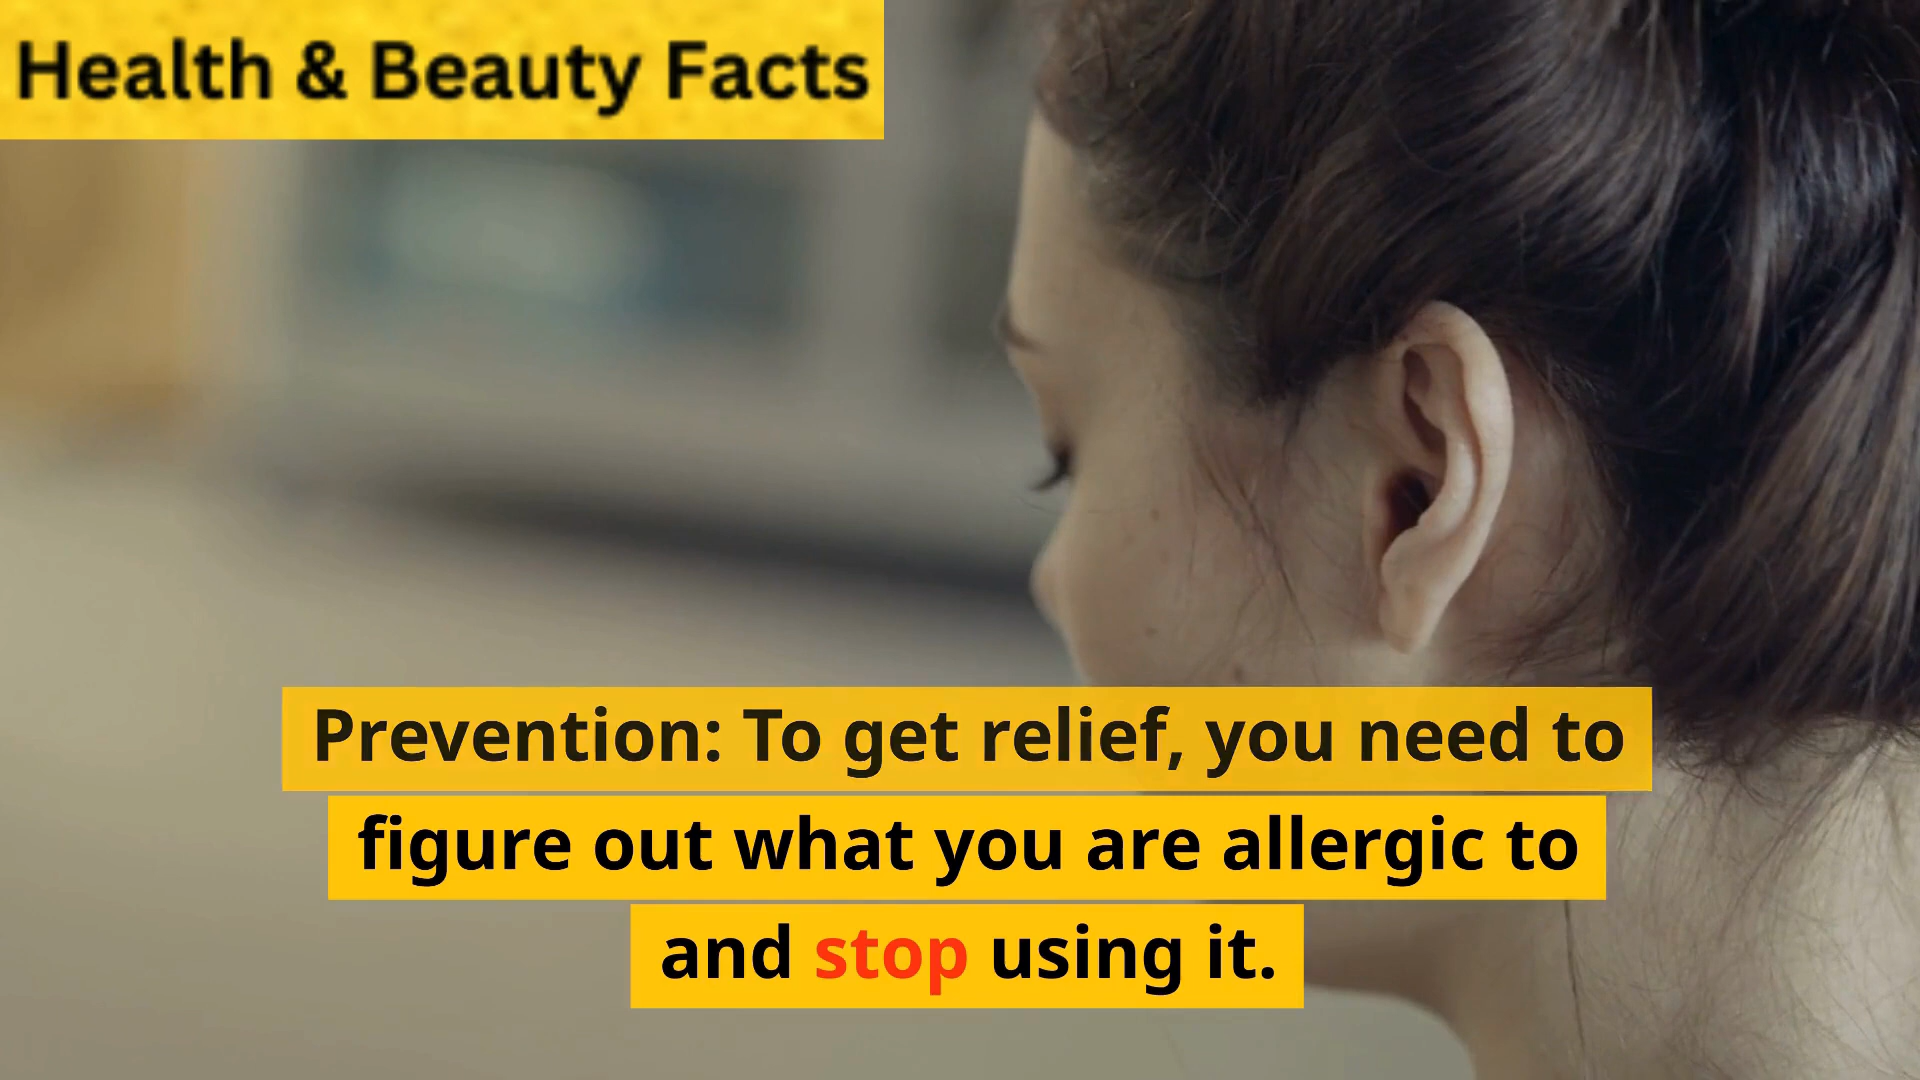 Health & Beauty Facts
Prevention: To get relief, you need to
figure out what you are allergic to
and stop using it.